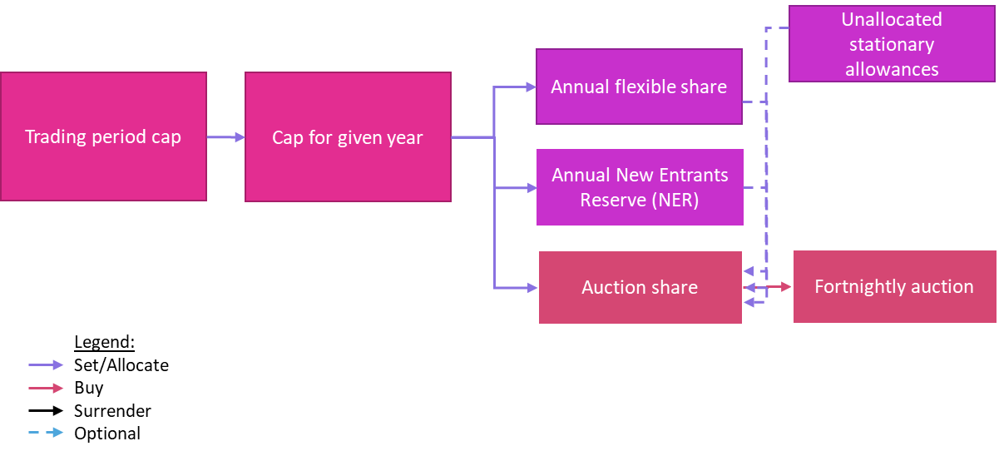 Unallocated
stationary
allowances
Annual flexible share
Trading period cap
Cap for given year
Annual New Entrants
Reserve (NER)
Auction share
Fortnightly auction
Legend:
Set/Allocate
Buy
Surrender
Optional